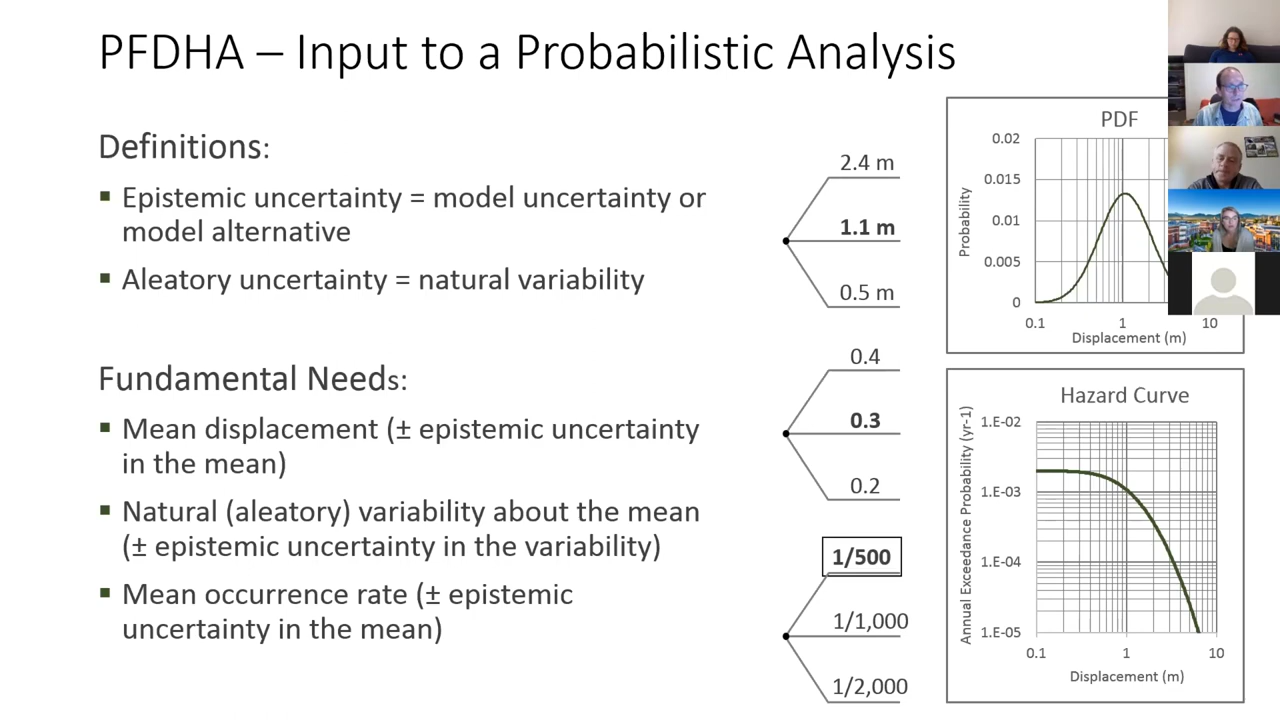 PFDHA – Input to a Probabilistic Analysis
Definitions:
▪ Epistemic uncertainty = model uncertainty or
model alternative
▪ Aleatory uncertainty = natural variability
Fundamental Needs:
▪ Mean displacement (± epistemic uncertainty
in the mean)
▪ Natural (aleatory) variability about the mean
(± epistemic uncertainty in the variability)
▪ Mean occurrence rate (± epistemic
uncertainty in the mean)
2.4 m
1.1 m
0.5 m
0.4
0.3
0.2
1/500
1/1,000
1/2,000
PDF
Probability
0.02
0.015
0.01
0.005
0
0.1 1 10
Displacement (m)
Hazard Curve
Annual Exceedance Probability (yr-1)
1.E-02
1.E-03
1.E-04
1.E-05
0.1 1 10
Displacement (m)